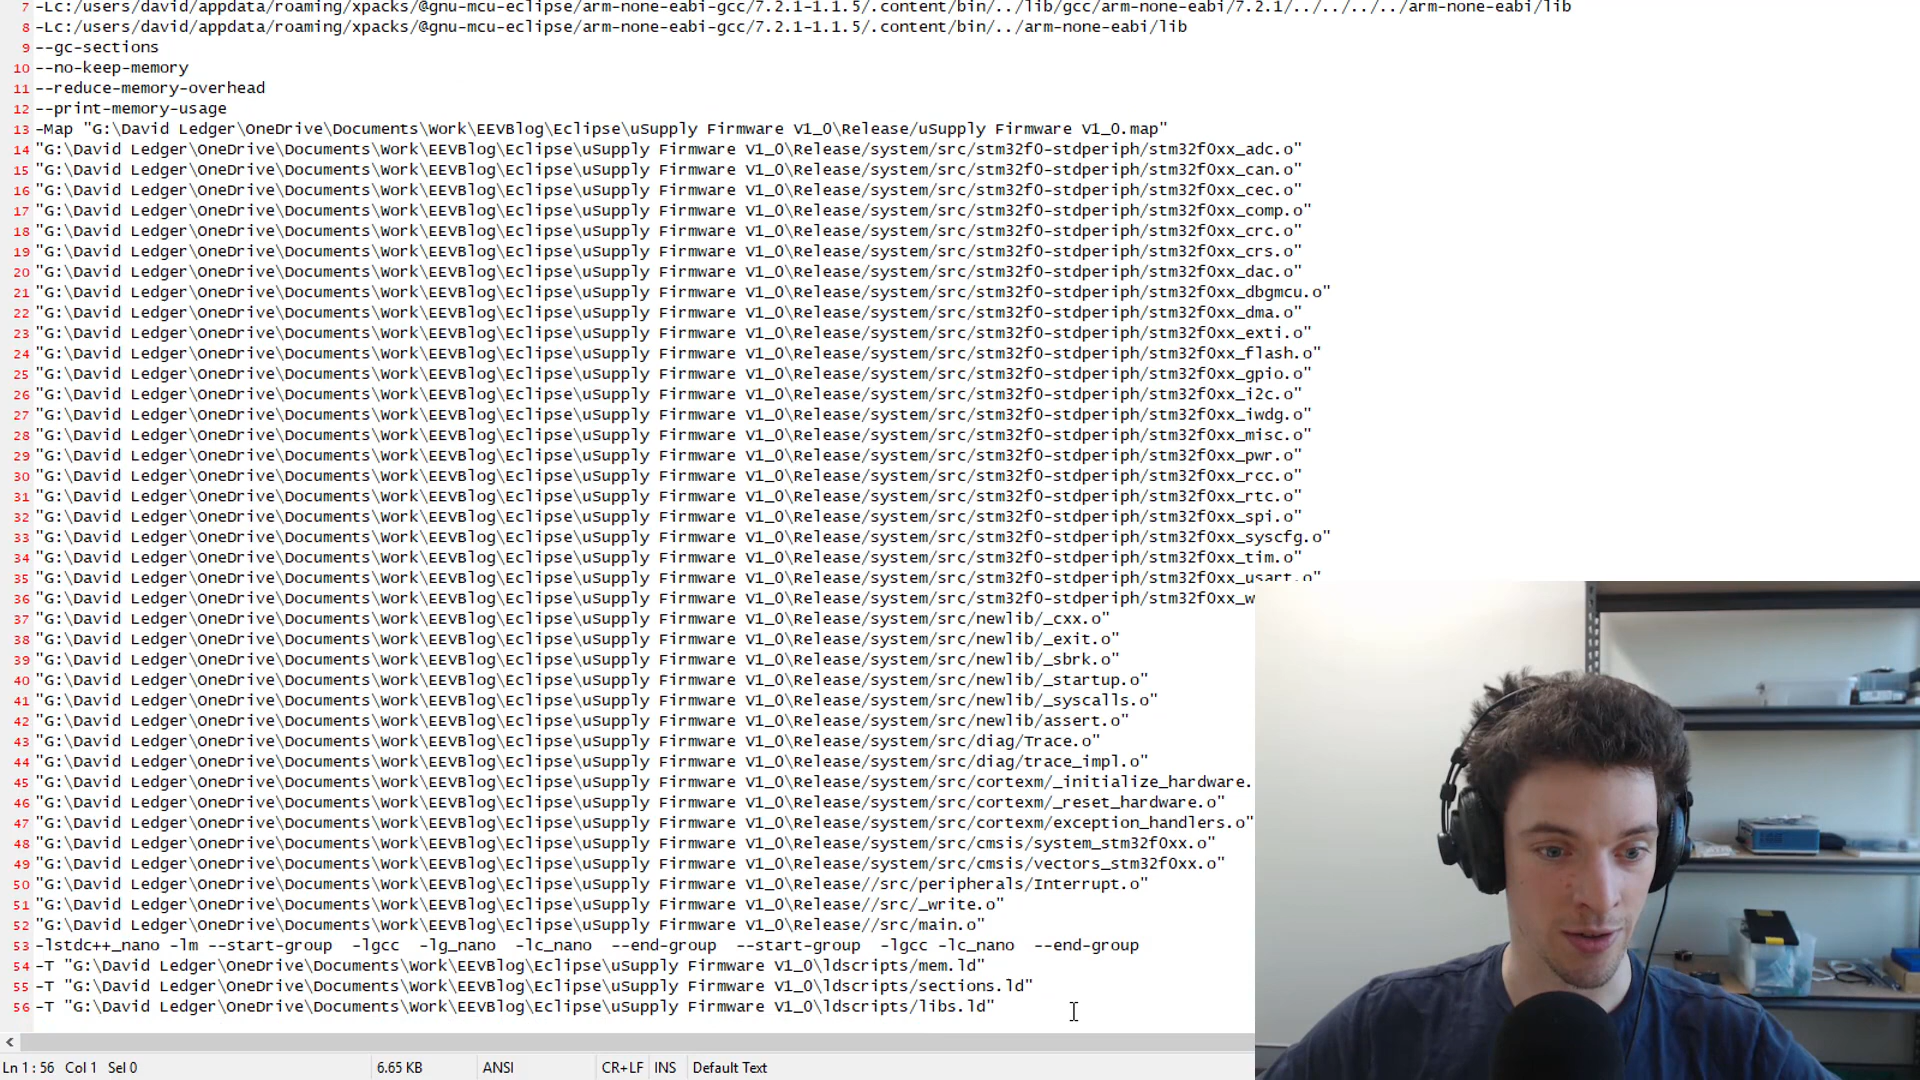 7 -Lc:/users/david/appdata/roaming/xpacks/@gnu-mcu-eclipse/arm-none-eabi-gcc/7.2.1-1.1.5/.content/bin/../lib/gcc/arm-none-eabi/7.2.1/../../../../arm-none-eabi/lib
8 -Lc:/users/david/appdata/roaming/xpacks/@gnu-mcu-eclipse/arm-none-eabi-gcc/7.2.1-1.1.5/.content/bin/../arm-none-eabi/lib
9 --gc-sections
10 --no-keep-memory
11 --reduce-memory-overhead
12 --print-memory-usage
13 -Map "G:\David Ledger\OneDrive\Documents\Work\EEVBlog\Eclipse\uSupply Firmware V1_0\Release/uSupply Firmware V1_0.map"
14 "G:\David Ledger\OneDrive\Documents\Work\EEVBlog\Eclipse\uSupply Firmware V1_0\Release/system/src/stm32f0-stdperiph/stm32f0xx_adc.o"
15 "G:\David Ledger\OneDrive\Documents\Work\EEVBlog\Eclipse\uSupply Firmware V1_0\Release/system/src/stm32f0-stdperiph/stm32f0xx_can.o"
16 "G:\David Ledger\OneDrive\Documents\Work\EEVBlog\Eclipse\uSupply Firmware V1_0\Release/system/src/stm32f0-stdperiph/stm32f0xx_cec.o"
17 "G:\David Ledger\OneDrive\Documents\Work\EEVBlog\Eclipse\uSupply Firmware V1_0\Release/system/src/stm32f0-stdperiph/stm32f0xx_comp.o"
18 "G:\David Ledger\OneDrive\Documents\Work\EEVBlog\Eclipse\uSupply Firmware V1_0\Release/system/src/stm32f0-stdperiph/stm32f0xx_crc.o"
19 "G:\David Ledger\OneDrive\Documents\Work\EEVBlog\Eclipse\uSupply Firmware V1_0\Release/system/src/stm32f0-stdperiph/stm32f0xx_crs.o"
20 "G:\David Ledger\OneDrive\Documents\Work\EEVBlog\Eclipse\uSupply Firmware V1_0\Release/system/src/stm32f0-stdperiph/stm32f0xx_dac.o"
21 "G:\David Ledger\OneDrive\Documents\Work\EEVBlog\Eclipse\uSupply Firmware V1_0\Release/system/src/stm32f0-stdperiph/stm32f0xx_dbgmcu.o"
22 "G:\David Ledger\OneDrive\Documents\Work\EEVBlog\Eclipse\uSupply Firmware V1_0\Release/system/src/stm32f0-stdperiph/stm32f0xx_dma.o"
23 "G:\David Ledger\OneDrive\Documents\Work\EEVBlog\Eclipse\uSupply Firmware V1_0\Release/system/src/stm32f0-stdperiph/stm32f0xx_exti.o"
24 "G:\David Ledger\OneDrive\Documents\Work\EEVBlog\Eclipse\uSupply Firmware V1_0\Release/system/src/stm32f0-stdperiph/stm32f0xx_flash.o"
25 "G:\David Ledger\OneDrive\Documents\Work\EEVBlog\Eclipse\uSupply Firmware V1_0\Release/system/src/stm32f0-stdperiph/stm32f0xx_gpio.o"
26 "G:\David Ledger\OneDrive\Documents\Work\EEVBlog\Eclipse\uSupply Firmware V1_0\Release/system/src/stm32f0-stdperiph/stm32f0xx_i2c.o"
27 "G:\David Ledger\OneDrive\Documents\Work\EEVBlog\Eclipse\uSupply Firmware V1_0\Release/system/src/stm32f0-stdperiph/stm32f0xx_iwdg.o"
28 "G:\David Ledger\OneDrive\Documents\Work\EEVBlog\Eclipse\uSupply Firmware V1_0\Release/system/src/stm32f0-stdperiph/stm32f0xx_misc.o"
29 "G:\David Ledger\OneDrive\Documents\Work\EEVBlog\Eclipse\uSupply Firmware V1_0\Release/system/src/stm32f0-stdperiph/stm32f0xx_pwr.o"
30 "G:\David Ledger\OneDrive\Documents\Work\EEVBlog\Eclipse\uSupply Firmware V1_0\Release/system/src/stm32f0-stdperiph/stm32f0xx_rcc.o"
31 "G:\David Ledger\OneDrive\Documents\Work\EEVBlog\Eclipse\uSupply Firmware V1_0\Release/system/src/stm32f0-stdperiph/stm32f0xx_rtc.o"
32 "G:\David Ledger\OneDrive\Documents\Work\EEVBlog\Eclipse\uSupply Firmware V1_0\Release/system/src/stm32f0-stdperiph/stm32f0xx_spi.o"
33 "G:\David Ledger\OneDrive\Documents\Work\EEVBlog\Eclipse\uSupply Firmware V1_0\Release/system/src/stm32f0-stdperiph/stm32f0xx_syscfg.o"
34 "G:\David Ledger\OneDrive\Documents\Work\EEVBlog\Eclipse\uSupply Firmware V1_0\Release/system/src/stm32f0-stdperiph/stm32f0xx_tim.o"
35 "G:\David Ledger\OneDrive\Documents\Work\EEVBlog\Eclipse\uSupply Firmware V1_0\Release/system/src/stm32f0-stdperiph/stm32f0xx_usart.o"
36 "G:\David Ledger\OneDrive\Documents\Work\EEVBlog\Eclipse\uSupply Firmware V1_0\Release/system/src/stm32f0-stdperiph/stm32f0xx_w
37 "G:\David Ledger\OneDrive\Documents\Work\EEVBlog\Eclipse\uSupply Firmware V1_0\Release/system/src/newlib/_cxx.o"
38 "G:\David Ledger\OneDrive\Documents\Work\EEVBlog\Eclipse\uSupply Firmware V1_0\Release/system/src/newlib/_exit.o"
39 "G:\David Ledger\OneDrive\Documents\Work\EEVBlog\Eclipse\uSupply Firmware V1_0\Release/system/src/newlib/_sbrk.o"
40 "G:\David Ledger\OneDrive\Documents\Work\EEVBlog\Eclipse\uSupply Firmware V1_0\Release/system/src/newlib/_startup.o"
41 "G:\David Ledger\OneDrive\Documents\Work\EEVBlog\Eclipse\uSupply Firmware V1_0\Release/system/src/newlib/_syscalls.o"
42 "G:\David Ledger\OneDrive\Documents\Work\EEVBlog\Eclipse\uSupply Firmware V1_0\Release/system/src/newlib/assert.o"
43 "G:\David Ledger\OneDrive\Documents\Work\EEVBlog\Eclipse\uSupply Firmware V1_0\Release/system/src/diag/Trace.o"
44 "G:\David Ledger\OneDrive\Documents\Work\EEVBlog\Eclipse\uSupply Firmware V1_0\Release/system/src/diag/trace_impl.o"
45 "G:\David Ledger\OneDrive\Documents\Work\EEVBlog\Eclipse\uSupply Firmware V1_0\Release/system/src/cortexm/_initialize_hardware.
46 "G:\David Ledger\OneDrive\Documents\Work\EEVBlog\Eclipse\uSupply Firmware V1_0\Release/system/src/cortexm/_reset_hardware.o"
47 "G:\David Ledger\OneDrive\Documents\Work\EEVBlog\Eclipse\uSupply Firmware V1_0\Release/system/src/cortexm/exception_handlers.o"
48 "G:\David Ledger\OneDrive\Documents\Work\EEVBlog\Eclipse\uSupply Firmware V1_0\Release/system/src/cmsis/system_stm32f0xx.o"
49 "G:\David Ledger\OneDrive\Documents\Work\EEVBlog\Eclipse\uSupply Firmware V1_0\Release/system/src/cmsis/vectors_stm32f0xx.o"
50 "G:\David Ledger\OneDrive\Documents\Work\EEVBlog\Eclipse\uSupply Firmware V1_0\Release//src/peripherals/Interrupt.o"
51 "G:\David Ledger\OneDrive\Documents\Work\EEVBlog\Eclipse\uSupply Firmware V1_0\Release//src/_write.o"
52 "G:\David Ledger\OneDrive\Documents\Work\EEVBlog\Eclipse\uSupply Firmware V1_0\Release//src/main.o"
53 -lstdc++_nano -lm --start-group  -lgcc  -lg_nano  -lc_nano  --end-group  --start-group  -lgcc -lc_nano  --end-group
54 -T "G:\David Ledger\OneDrive\Documents\Work\EEVBlog\Eclipse\uSupply Firmware V1_0\ldscripts/mem.ld"
55 -T "G:\David Ledger\OneDrive\Documents\Work\EEVBlog\Eclipse\uSupply Firmware V1_0\ldscripts/sections.ld"
56 -T "G:\David Ledger\OneDrive\Documents\Work\EEVBlog\Eclipse\uSupply Firmware V1_0\ldscripts/libs.ld"
Ln 1 : 56 Col 1 Sel 0 6.65 KB ANSI CR+LF INS Default Text